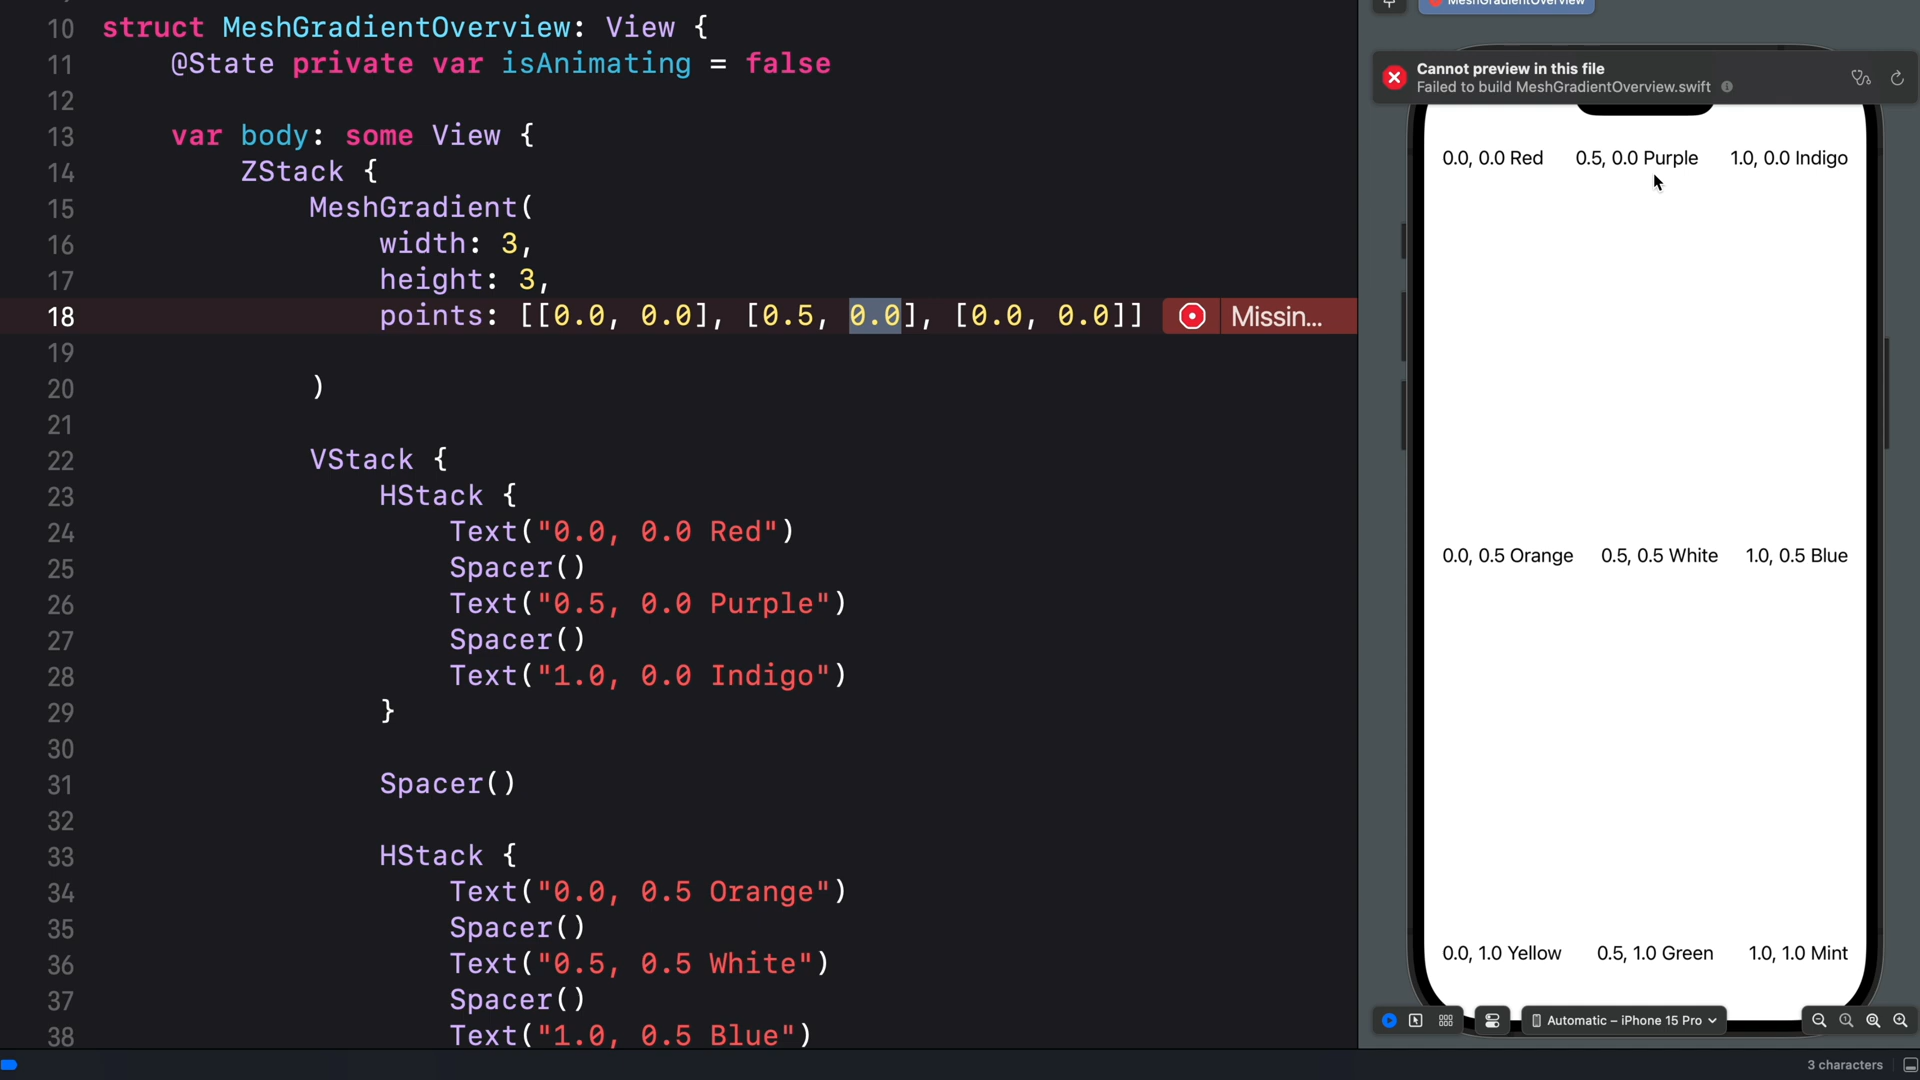 10 struct MeshGradientOverview: View {
11 @State private var isAnimating = false
12
13 var body: some View {
14 ZStack {
15 MeshGradient(
16 width: 3,
17 height: 3,
18 points: [[0.0, 0.0], [0.5, 0.0], [0.0, 0.0]] Missin...
19
20 )
21
22 VStack {
23 HStack {
24 Text("0.0, 0.0 Red")
25 Spacer()
26 Text("0.5, 0.0 Purple")
27 Spacer()
28 Text("1.0, 0.0 Indigo")
29 }
30
31 Spacer()
32
33 HStack {
34 Text("0.0, 0.5 Orange")
35 Spacer()
36 Text("0.5, 0.5 White")
37 Spacer()
38 Text("1.0, 0.5 Blue")
MeshGradientOverview
Cannot preview in this file
Failed to build MeshGradientOverview.swift
0.0, 0.0 Red 0.5, 0.0 Purple 1.0, 0.0 Indigo
0.0, 0.5 Orange 0.5, 0.5 White 1.0, 0.5 Blue
0.0, 1.0 Yellow 0.5, 1.0 Green 1.0, 1.0 Mint
Automatic – iPhone 15 Pro
3 characters